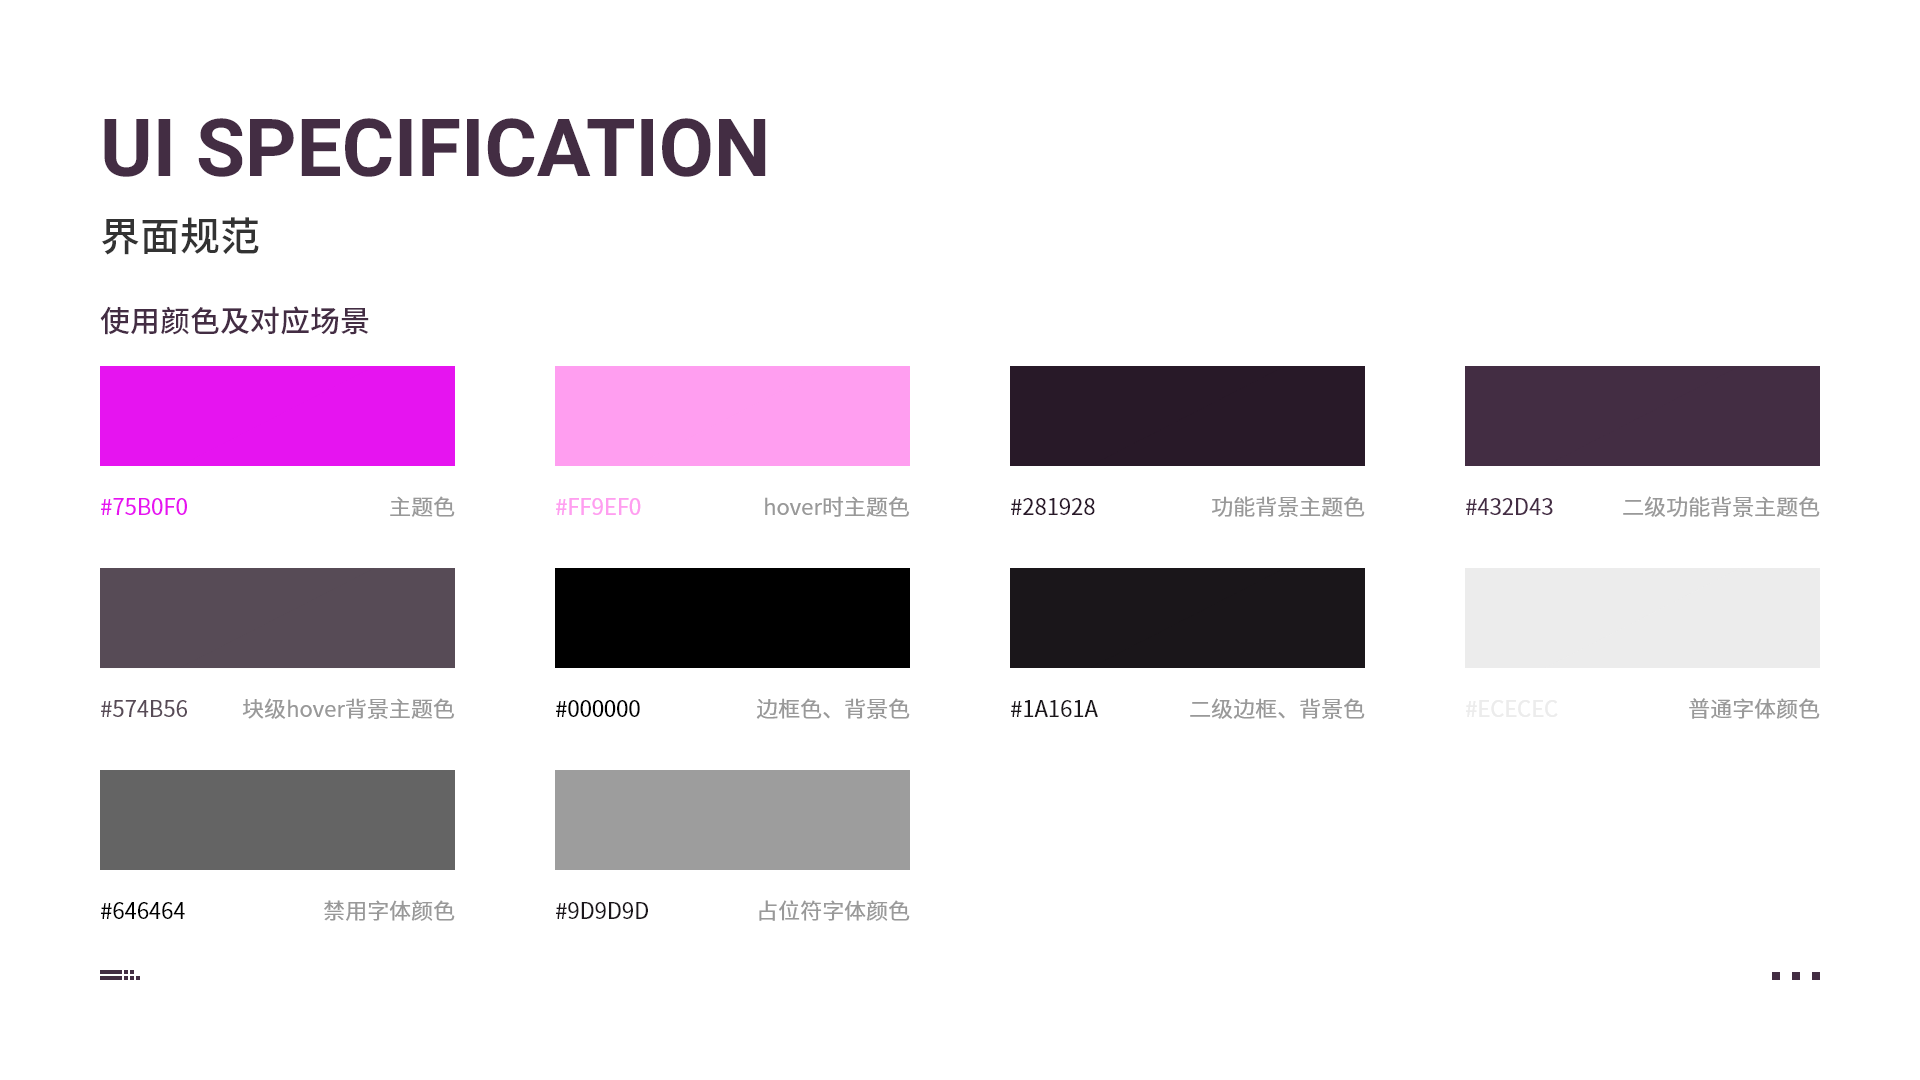 UI SPECIFICATION
界面规范
使用颜色及对应场景
#75B0F0 主题色
#FF9EF0 hover时主题色
#281928 功能背景主题色
#432D43 二级功能背景主题色
#574B56 块级hover背景主题色
#000000 边框色、背景色
#1A161A 二级边框、背景色
#ECECEC 普通字体颜色
#646464 禁用字体颜色
#9D9D9D 占位符字体颜色